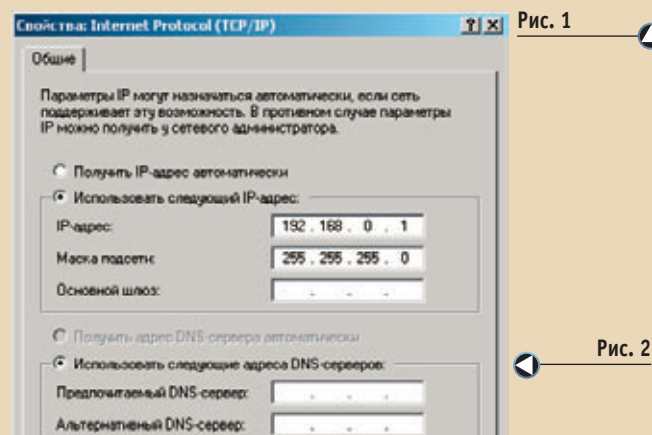 Свойства: Internet Protocol (TCP/IP)
Рис. 1
Общие
Параметры IP могут назначаться автоматически, если сеть
поддерживает эту возможность. В противном случае параметры
IP можно получить у сетевого администратора.
Получить IP-адрес автоматически
Использовать следующий IP-адрес:
IP-адрес: 192 . 168 . 0 . 1
Маска подсети: 255 . 255 . 255 . 0
Основной шлюз: . . .
Получить адрес DNS-сервера автоматически
Использовать следующие адреса DNS-серверов:
Рис. 2
Предпочитаемый DNS-сервер: . . .
Альтернативный DNS-сервер: . . .